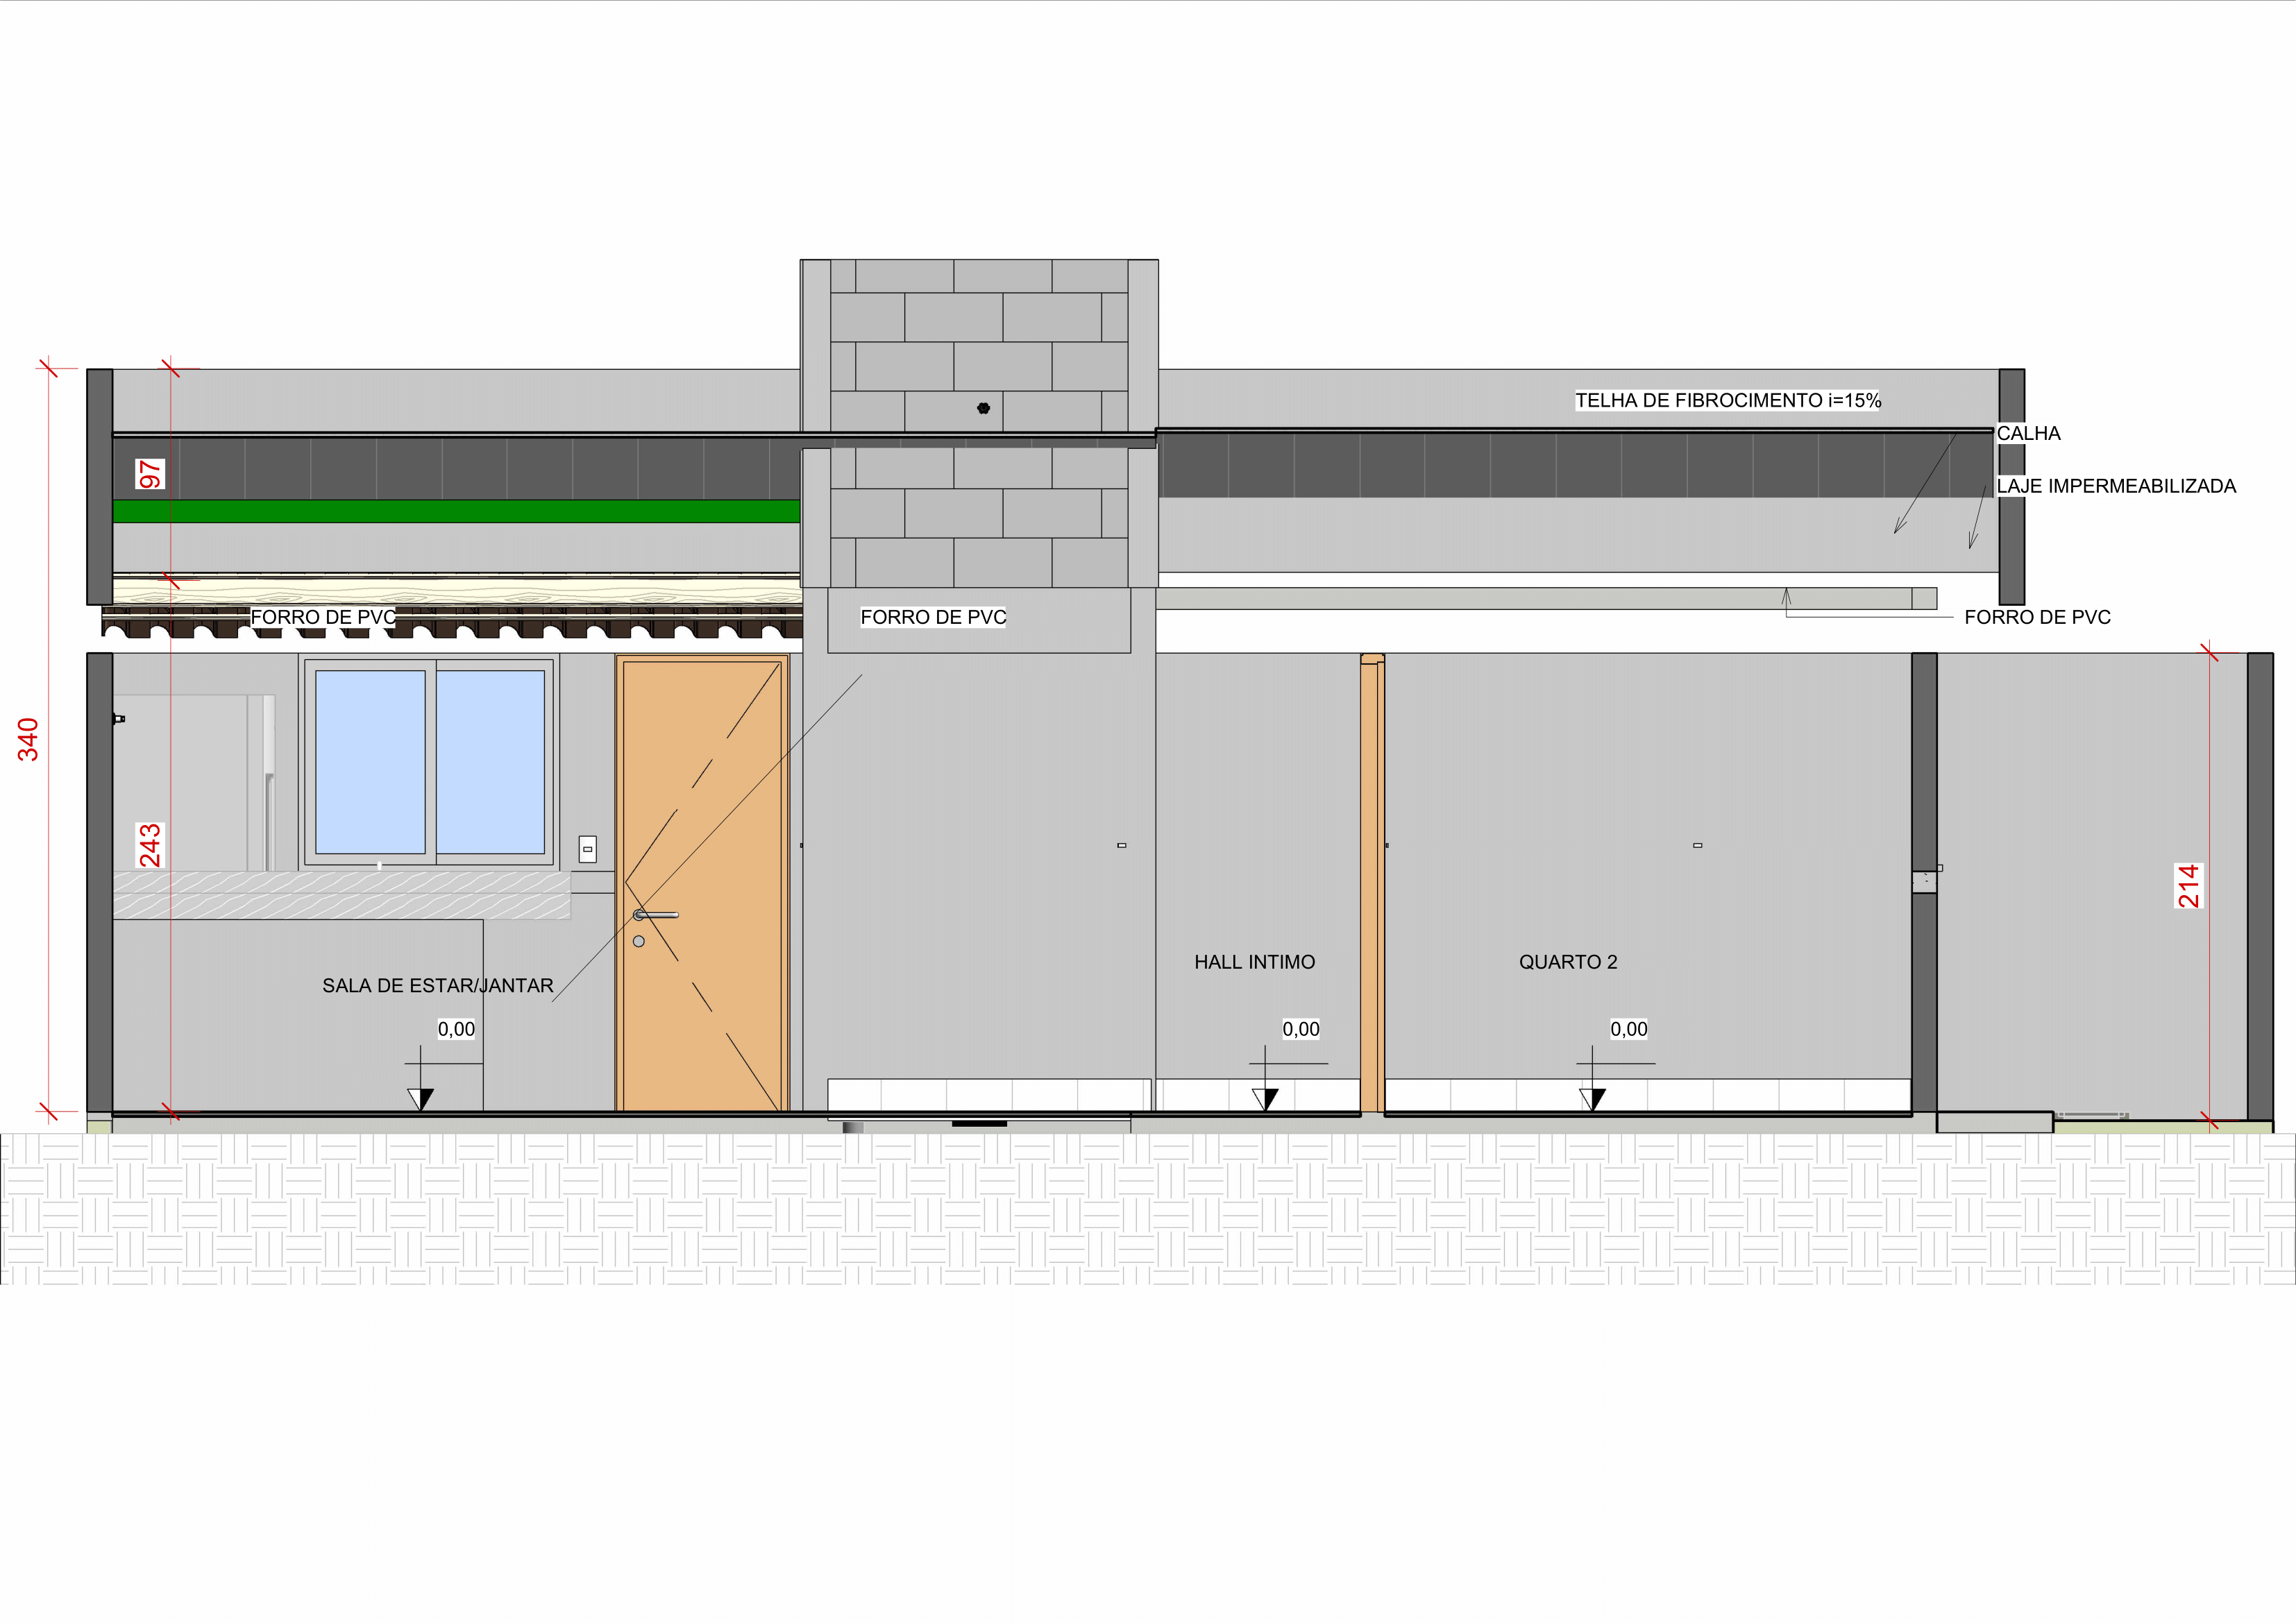 TELHA DE FIBROCIMENTO i=15%
CALHA
97
LAJE IMPERMEABILIZADA
FORRO DE PVC
FORRO DE PVC
FORRO DE PVC
340
243
214
HALL INTIMO
QUARTO 2
SALA DE ESTAR/JANTAR
0,00
0,00
0,00